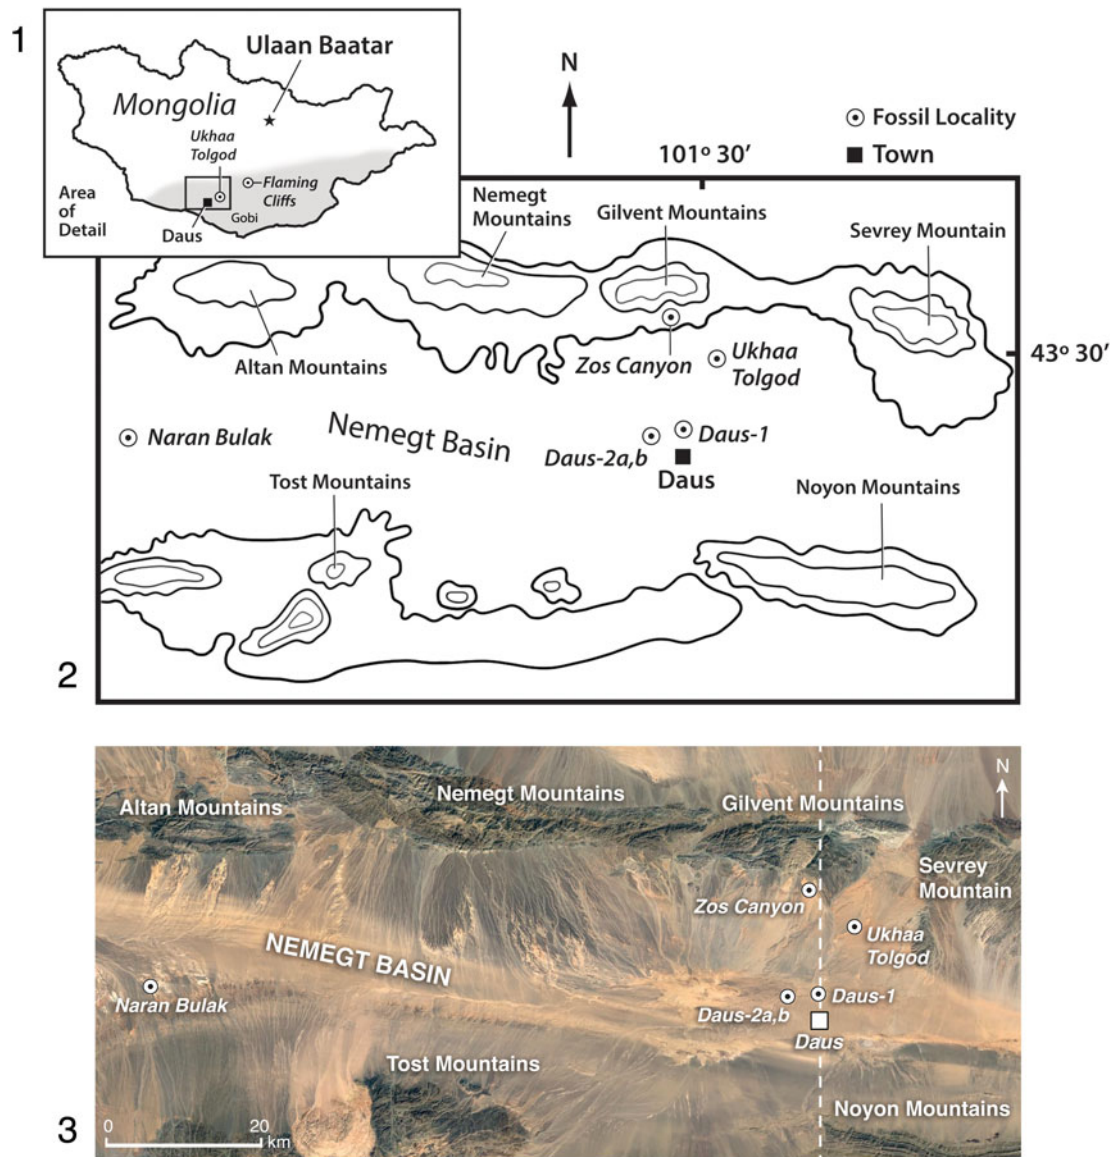 1
Ulaan Baatar
Mongolia
Ukhaa
Tolgod
Flaming
Cliffs
Area
of
Detail
Gobi
Daus
N
Fossil Locality
Town
101º 30′
Nemegt
Mountains
Gilvent Mountains
Sevrey Mountain
Altan Mountains
Zos Canyon
Ukhaa
Tolgod
43º 30′
Naran Bulak
Nemegt Basin
Daus-1
Daus-2a,b
Daus
Tost Mountains
Noyon Mountains
2
N
Altan Mountains
Nemegt Mountains
Gilvent Mountains
Sevrey
Mountain
Zos Canyon
Ukhaa
Tolgod
NEMEGT BASIN
Naran Bulak
Daus-1
Daus-2a,b
Daus
Tost Mountains
Noyon Mountains
0 20
km
3